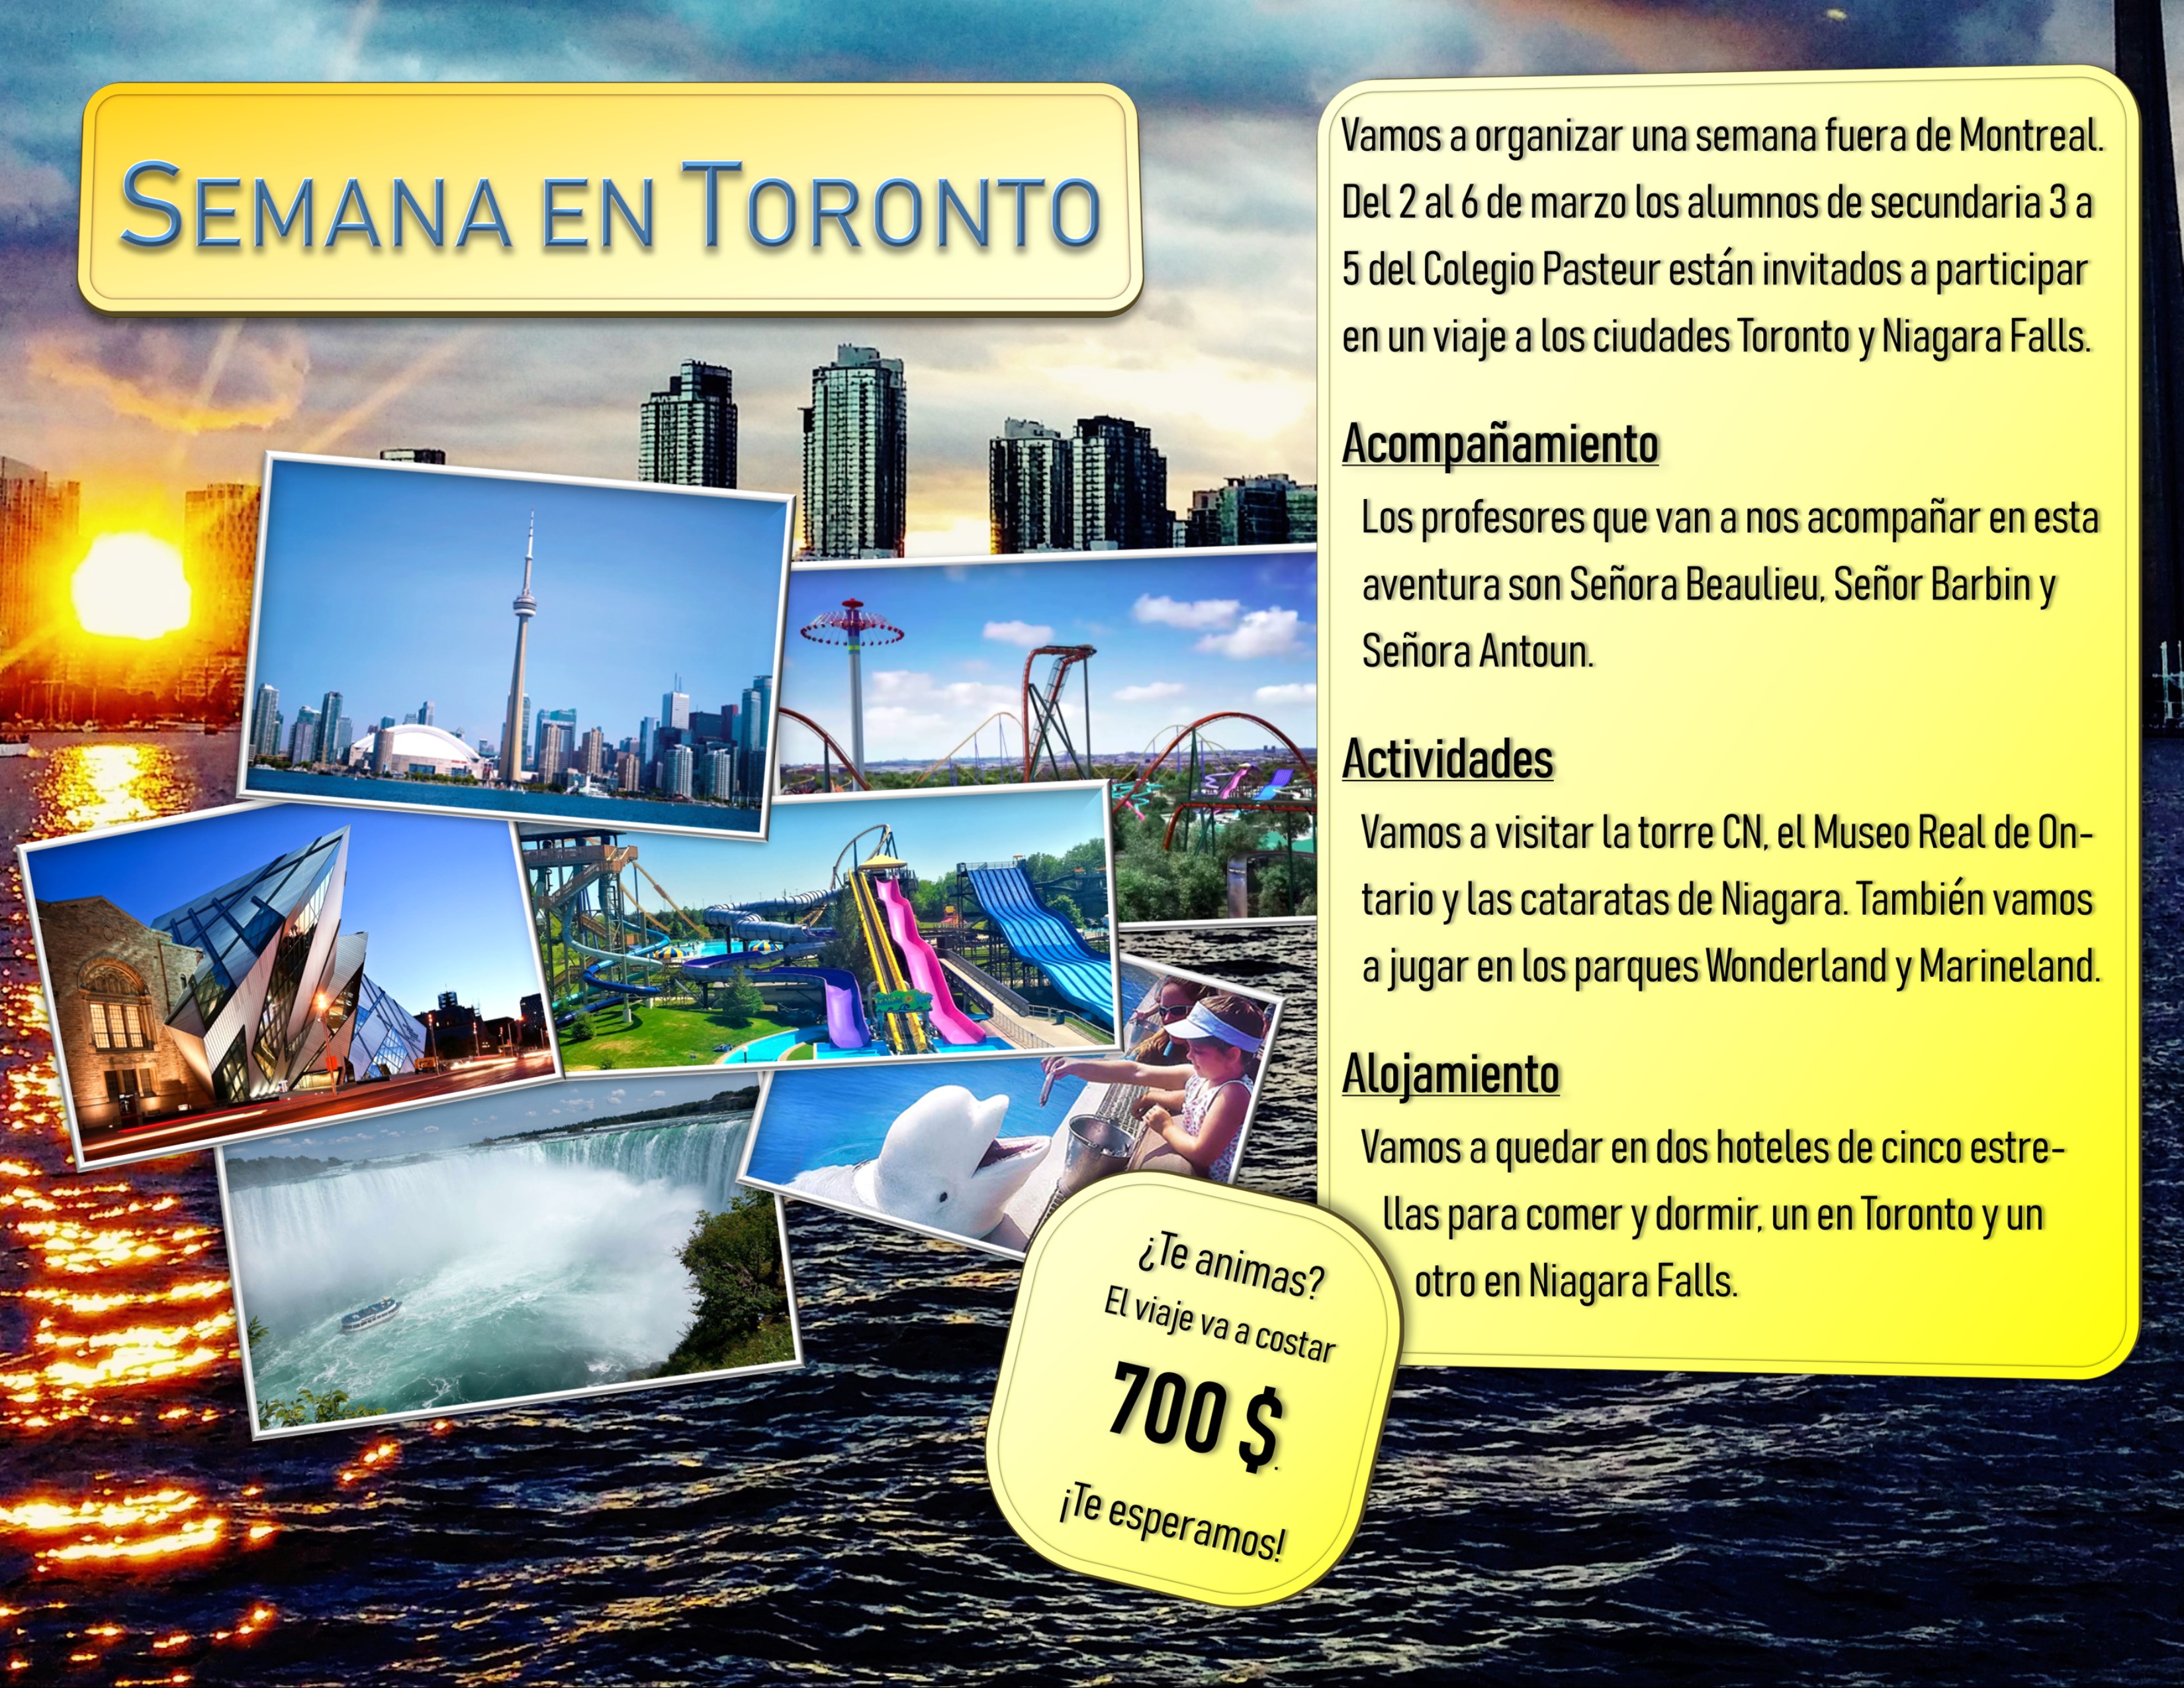 SEMANA EN TORONTO
Vamos a organizar una semana fuera de Montreal.
Del 2 al 6 de marzo los alumnos de secundaria 3 a
5 del Colegio Pasteur están invitados a participar
en un viaje a los ciudades Toronto y Niagara Falls.
Acompañamiento
Los profesores que van a nos acompañar en esta
aventura son Señora Beaulieu, Señor Barbin y
Señora Antoun.
Actividades
Vamos a visitar la torre CN, el Museo Real de On-
tario y las cataratas de Niagara. También vamos
a jugar en los parques Wonderland y Marineland.
Alojamiento
Vamos a quedar en dos hoteles de cinco estre-
llas para comer y dormir, un en Toronto y un
otro en Niagara Falls.
¿Te animas?
El viaje va a costar
700 $.
¡Te esperamos!